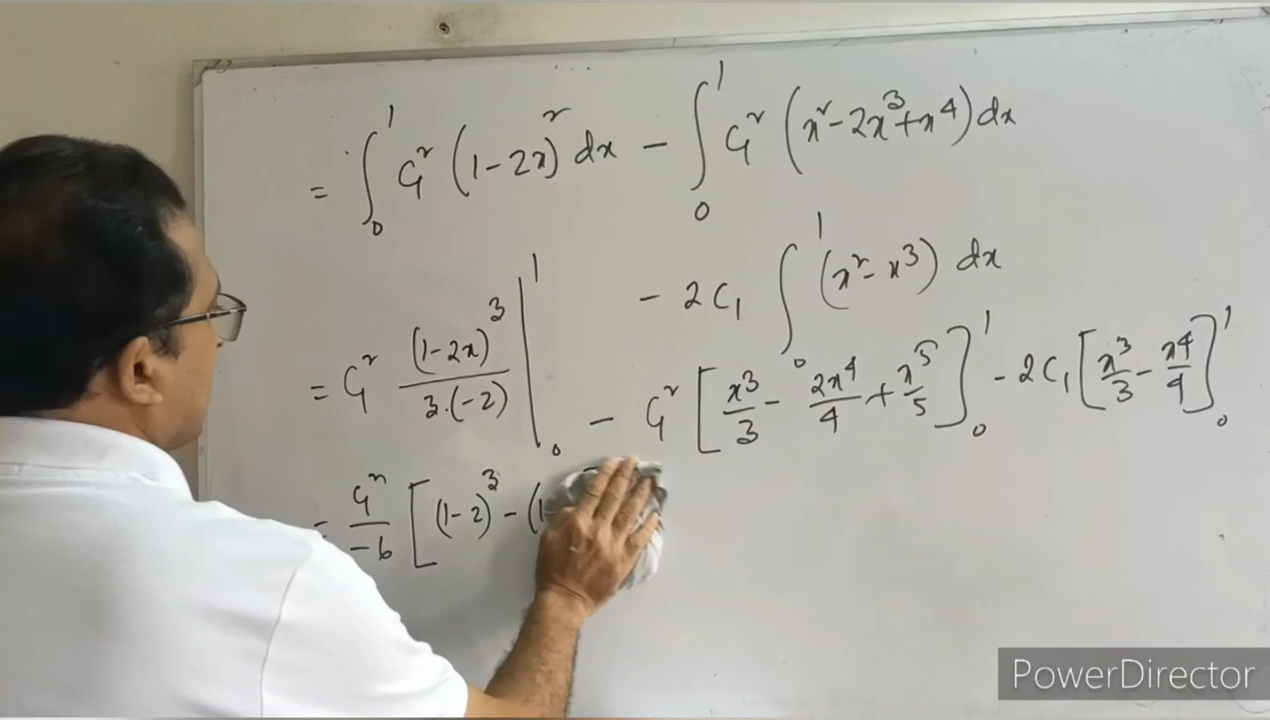 = ∫₀¹ C₁² (1-2x)² dx - ∫₀¹ C₁² (x² - 2x³ + x⁴) dx
- 2C₁ ∫₀¹ (x² - x³) dx
= C₁² (1-2x)³/3·(-2) |₀¹ - C₁² [x³/3 - 2x⁴/4 + x⁵/5]₀¹ - 2C₁ [x³/3 - x⁴/4]₀¹
= C₁²/-6 [(1-2)³ - (1
PowerDirector